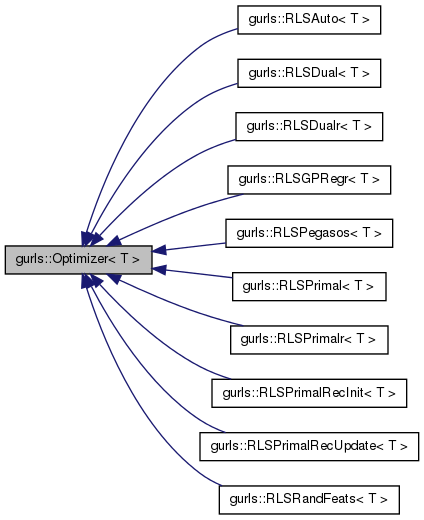 gurls::RLSAuto< T >
gurls::RLSDual< T >
gurls::RLSDualr< T >
gurls::RLSGPRegr< T >
gurls::RLSPegasos< T >
gurls::Optimizer< T >
gurls::RLSPrimal< T >
gurls::RLSPrimalr< T >
gurls::RLSPrimalRecInit< T >
gurls::RLSPrimalRecUpdate< T >
gurls::RLSRandFeats< T >